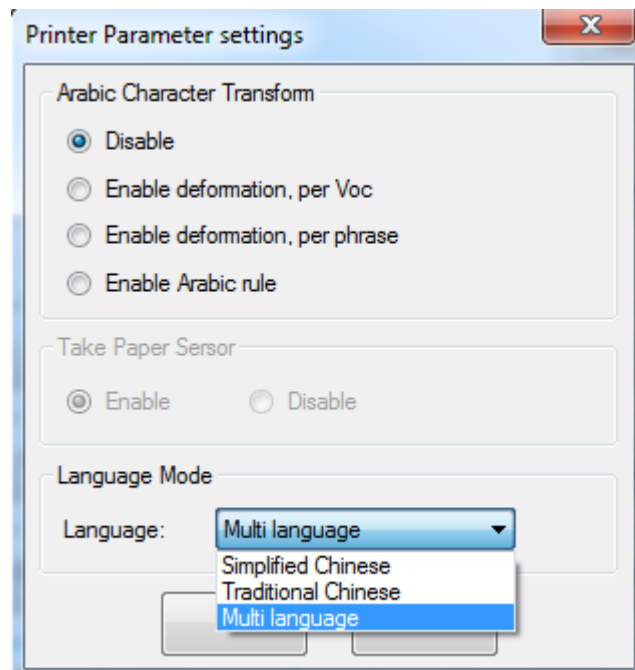 Printer Parameter settings
Arabic Character Transform
Disable
Enable deformation, per Voc
Enable deformation, per phrase
Enable Arabic rule
Take Paper Sersor
Enable Disable
Language Mode
Language: Multi language
Simplified Chinese
Traditional Chinese
Multi language